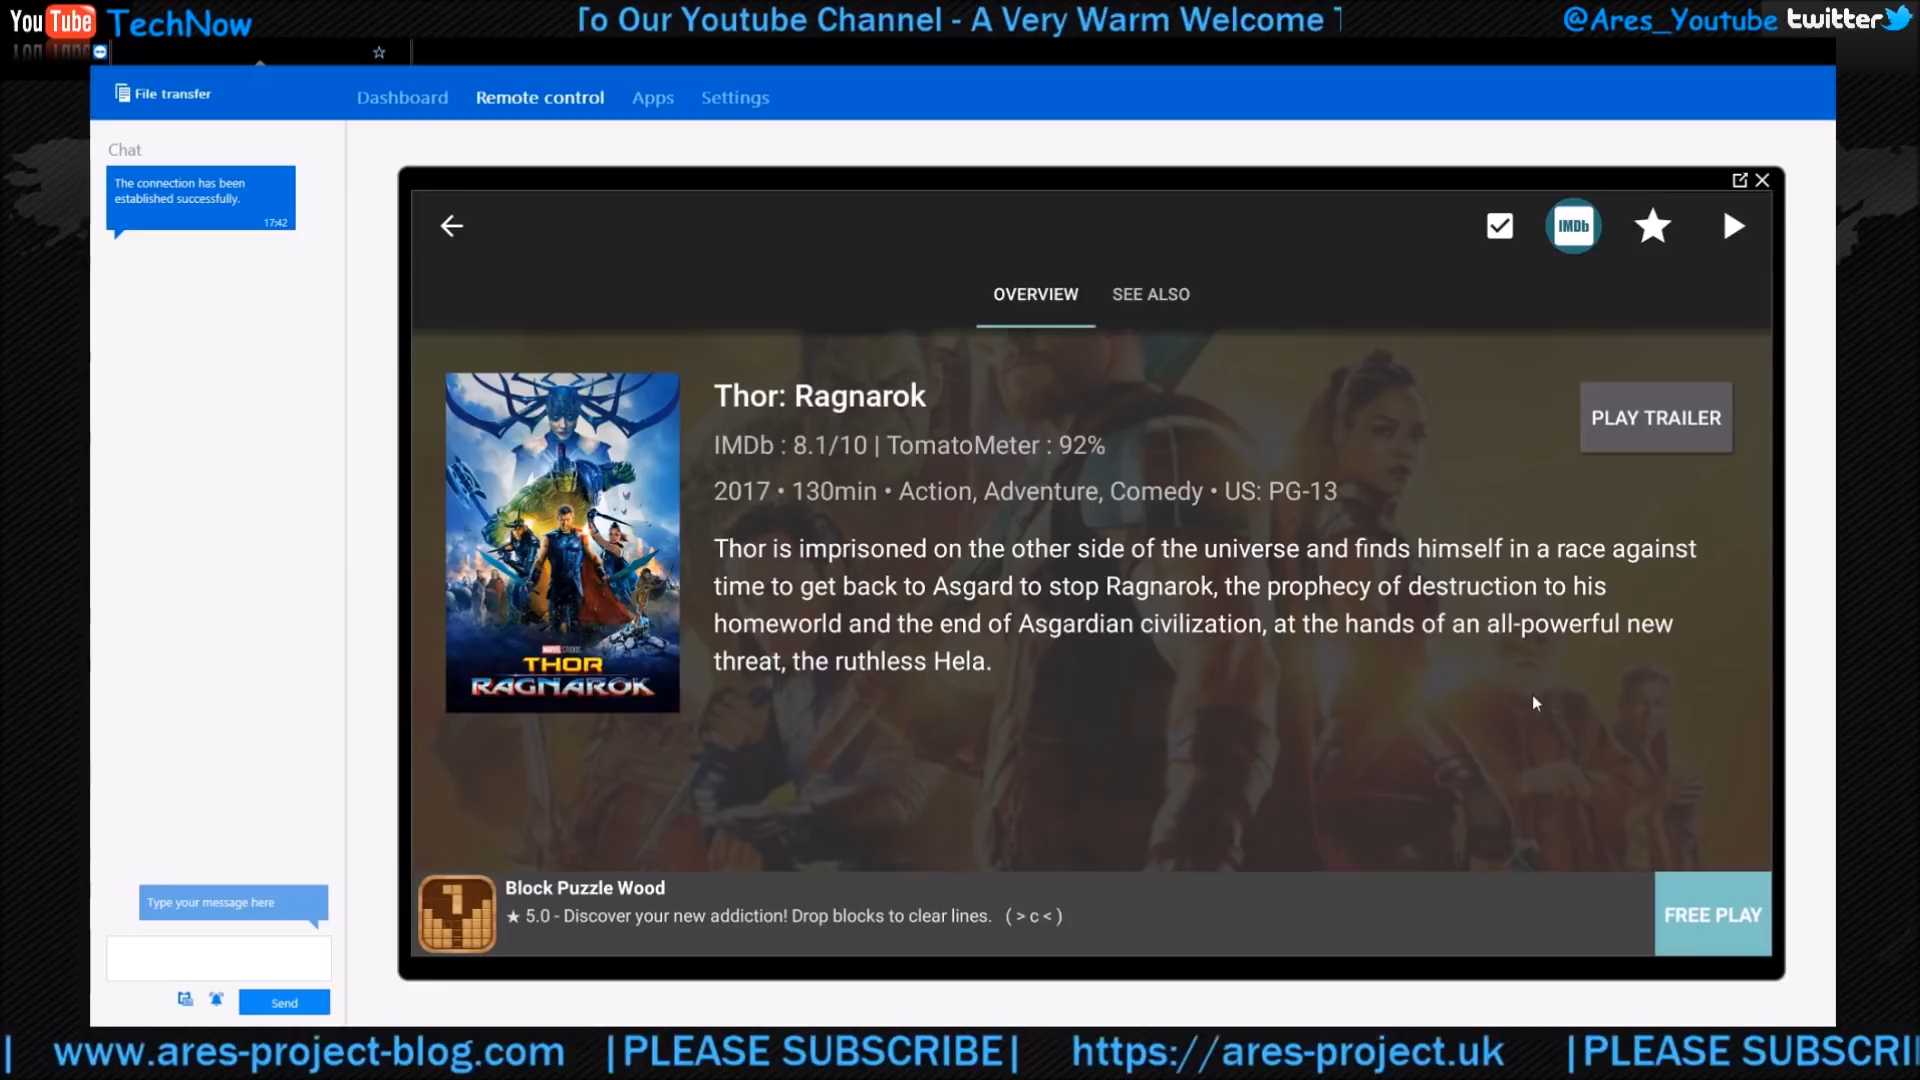 You Tube TechNow
To Our Youtube Channel - A Very Warm Welcome
@Ares_Youtube twitter
File transfer
Dashboard
Remote control
Apps
Settings
Chat
The connection has been
established successfully.
17:42
IMDb
OVERVIEW
SEE ALSO
Thor: Ragnarok
IMDb : 8.1/10 | TomatoMeter : 92%
2017 • 130min • Action, Adventure, Comedy • US: PG-13
PLAY TRAILER
Thor is imprisoned on the other side of the universe and finds himself in a race against
time to get back to Asgard to stop Ragnarok, the prophecy of destruction to his
homeworld and the end of Asgardian civilization, at the hands of an all-powerful new
threat, the ruthless Hela.
MARVEL STUDIOS
THOR
RAGNAROK
Block Puzzle Wood
★ 5.0 - Discover your new addiction! Drop blocks to clear lines. ( > c < )
FREE PLAY
Type your message here
Send
| www.ares-project-blog.com |PLEASE SUBSCRIBE| https://ares-project.uk |PLEASE SUBSCRI